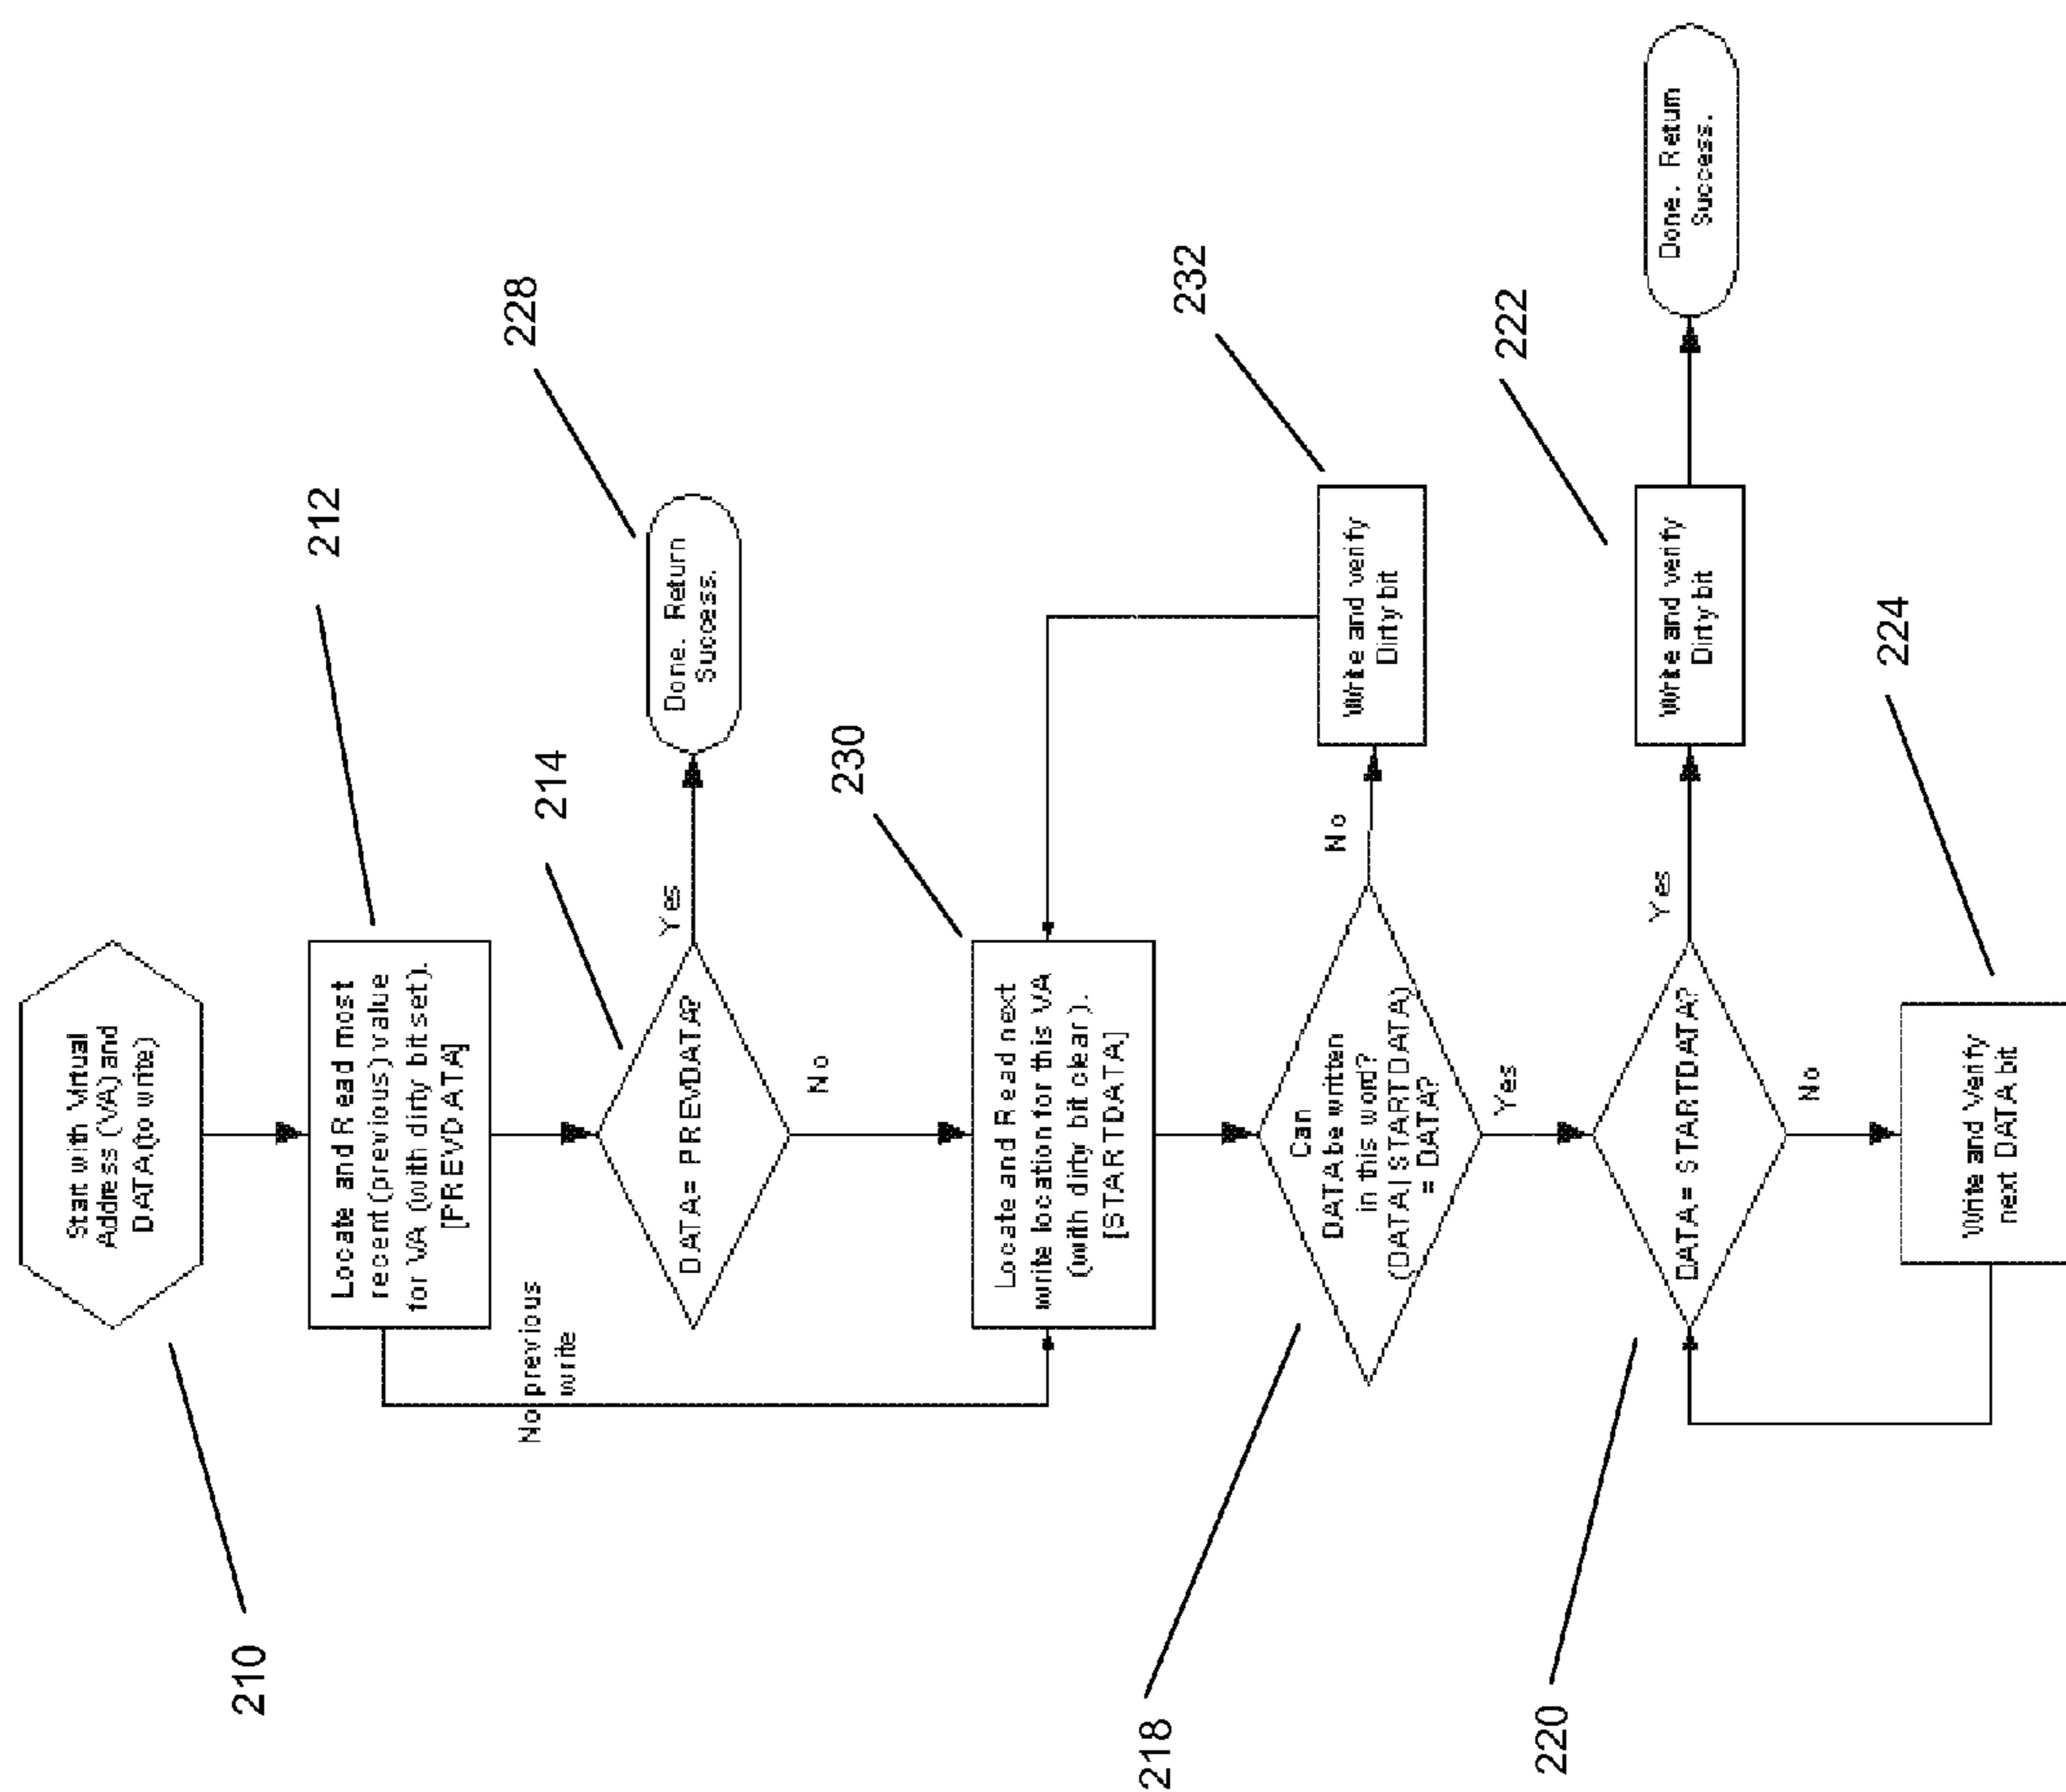 Start with Virtual
Address (VA) and
DATA (to write)
210
Locate and Read most
recent (previous) value
for VA (with dirty bit set).
[PREVDATA]
212
No previous
write
DATA = PREVDATA?
214
Yes
No
Done. Return
Success.
228
Locate and Read next
write location for this VA
(with dirty bit clear).
[STARTDATA]
230
Can
DATA be written
in this word?
(DATA | STARTDATA)
= DATA?
218
No
Yes
Write and verify
Dirty bit
232
DATA = STARTDATA?
220
Yes
No
Write and verify
Dirty bit
222
Done. Return
Success.
Write and Verify
next DATA bit
224